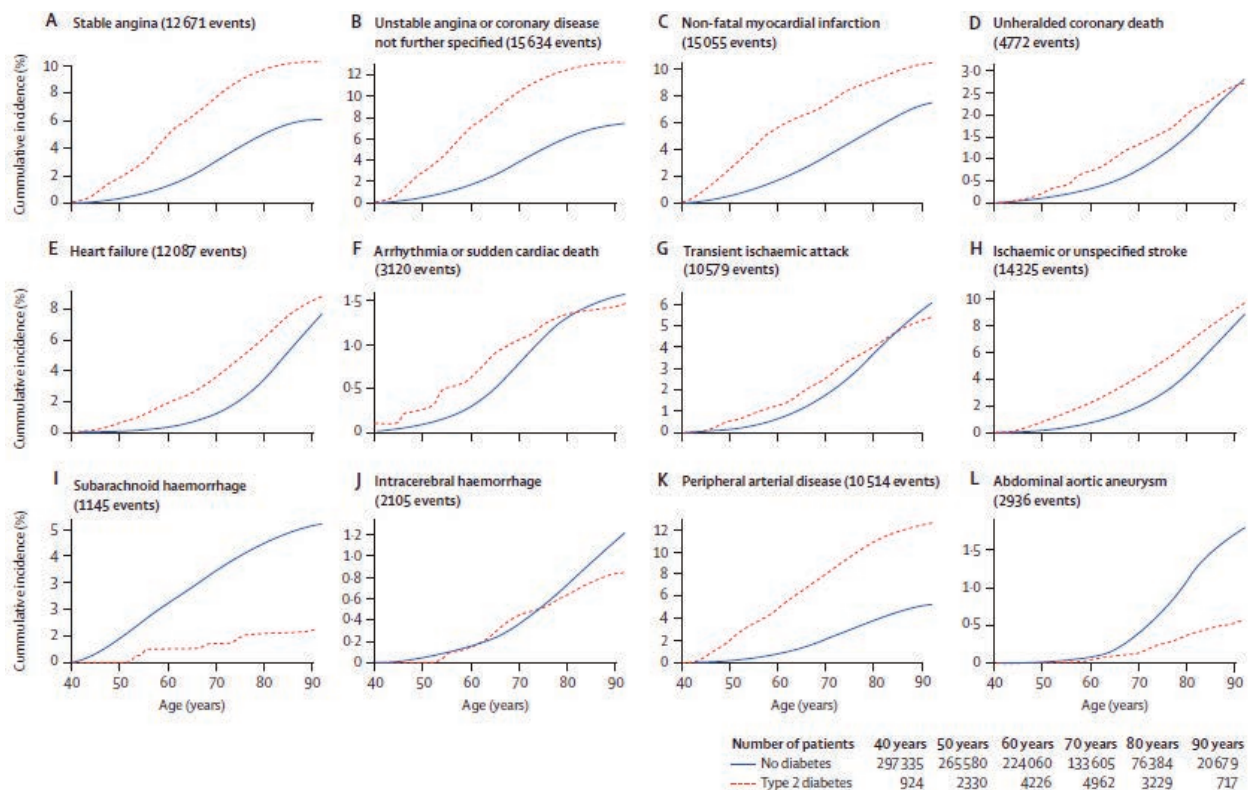 A Stable angina (12 671 events)
Cummulative incidence (%)
10
8
6
4
2
0
B Unstable angina or coronary disease
not further specified (15 634 events)
12
10
8
6
4
2
0
C Non-fatal myocardial infarction
(15 055 events)
10
8
6
4
2
0
D Unheralded coronary death
(4772 events)
3·0
2·5
2·0
1·5
1·0
0·5
0
E Heart failure (12 087 events)
Cummulative incidence (%)
8
6
4
2
0
F Arrhythmia or sudden cardiac death
(3120 events)
1·5
1·0
0·5
0
G Transient ischaemic attack
(10 579 events)
6
5
4
3
2
1
0
H Ischaemic or unspecified stroke
(14 325 events)
10
8
6
4
2
0
I Subarachnoid haemorrhage
(1145 events)
Cummulative incidence (%)
5
4
3
3
2
0
40 50 60 70 80 90
Age (years)
J Intracerebral haemorrhage
(2105 events)
1·2
1·0
0·8
0·6
0·4
0·2
0
40 50 60 70 80 90
Age (years)
K Peripheral arterial disease (10 514 events)
12
10
8
6
4
2
0
40 50 60 70 80 90
Age (years)
L Abdominal aortic aneurysm
(2936 events)
1·5
1·0
0·5
0
40 50 60 70 80 90
Age (years)
Number of patients 40 years 50 years 60 years 70 years 80 years 90 years
No diabetes 297 335 265 580 224 060 133 605 76 384 20 679
Type 2 diabetes 924 2330 4226 4962 3229 717